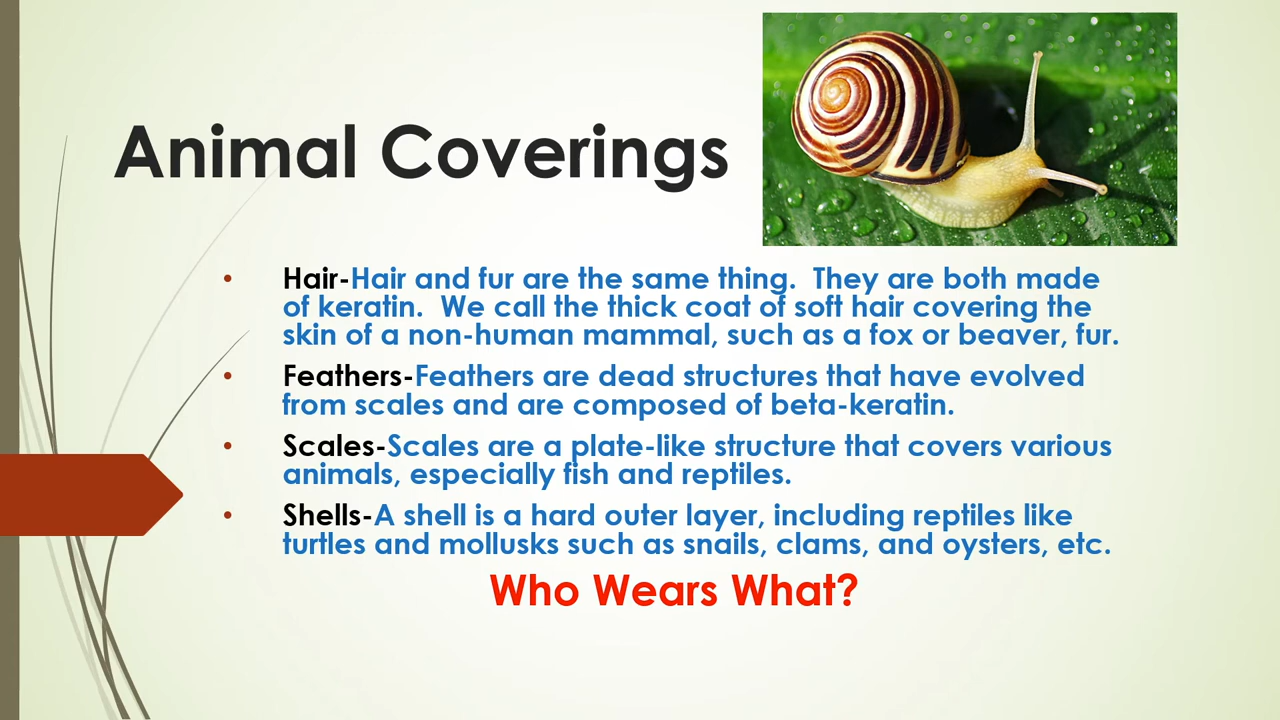 Animal Coverings
• Hair-Hair and fur are the same thing.  They are both made
of keratin.  We call the thick coat of soft hair covering the
skin of a non-human mammal, such as a fox or beaver, fur.
• Feathers-Feathers are dead structures that have evolved
from scales and are composed of beta-keratin.
• Scales-Scales are a plate-like structure that covers various
animals, especially fish and reptiles.
• Shells-A shell is a hard outer layer, including reptiles like
turtles and mollusks such as snails, clams, and oysters, etc.
Who Wears What?